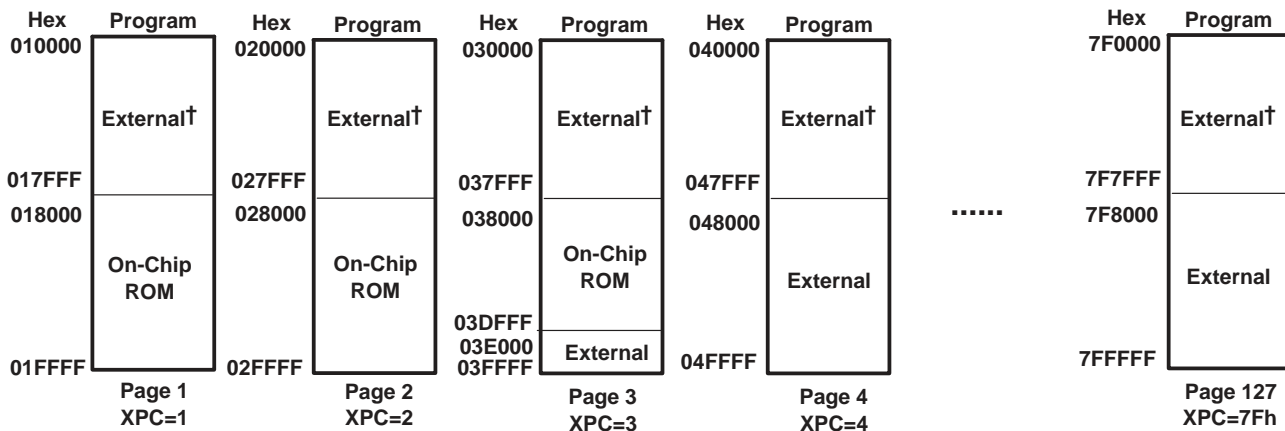 Hex Program
010000
External†
017FFF
018000
On-Chip
ROM
01FFFF
Page 1
XPC=1
Hex Program
020000
External†
027FFF
028000
On-Chip
ROM
02FFFF
Page 2
XPC=2
Hex Program
030000
External†
037FFF
038000
On-Chip
ROM
03DFFF
03E000
External
03FFFF
Page 3
XPC=3
Hex Program
040000
External†
047FFF
048000
External
04FFFF
Page 4
XPC=4
......
Hex Program
7F0000
External†
7F7FFF
7F8000
External
7FFFFF
Page 127
XPC=7Fh